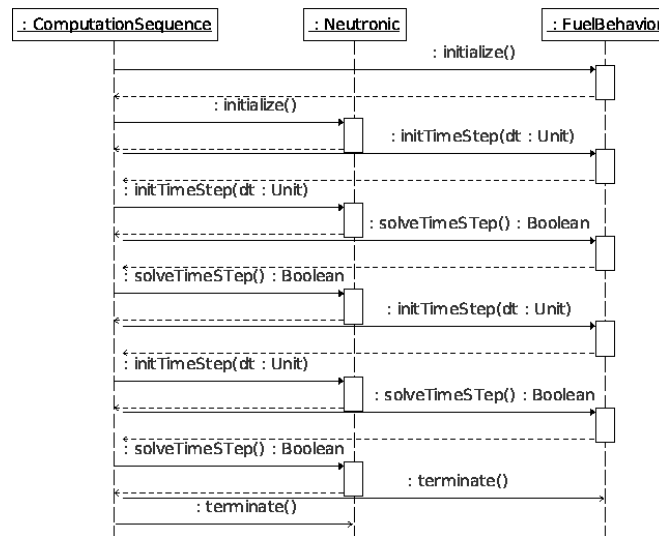 : ComputationSequence
: Neutronic
: FuelBehavior
: initialize()
: initialize()
: initTimeStep(dt : Unit)
: initTimeStep(dt : Unit)
: solveTimeSTep() : Boolean
: solveTimeSTep() : Boolean
: initTimeStep(dt : Unit)
: initTimeStep(dt : Unit)
: solveTimeSTep() : Boolean
: solveTimeSTep() : Boolean
: terminate()
: terminate()